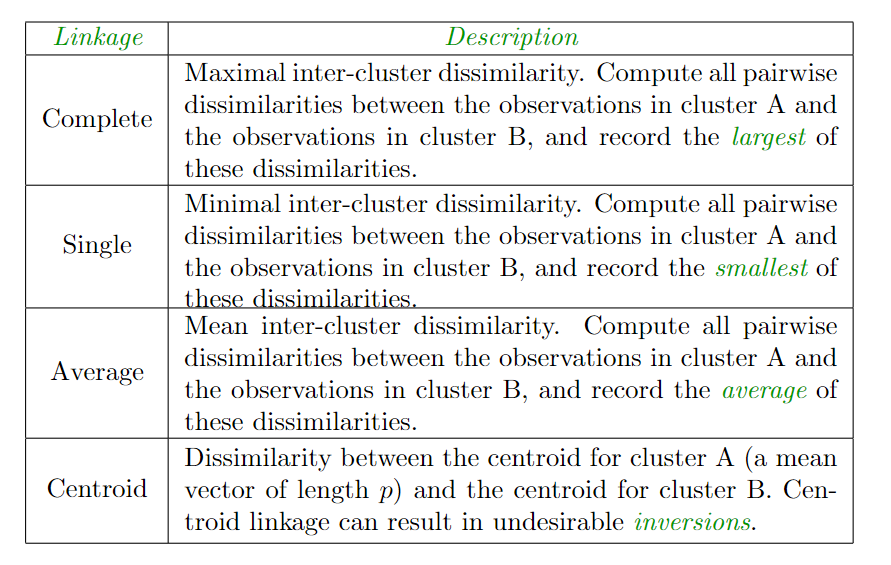 Linkage Description
Complete
Maximal inter-cluster dissimilarity. Compute all pairwise
dissimilarities between the observations in cluster A and
the observations in cluster B, and record the largest of
these dissimilarities.
Single
Minimal inter-cluster dissimilarity. Compute all pairwise
dissimilarities between the observations in cluster A and
the observations in cluster B, and record the smallest of
these dissimilarities.
Average
Mean inter-cluster dissimilarity. Compute all pairwise
dissimilarities between the observations in cluster A and
the observations in cluster B, and record the average of
these dissimilarities.
Centroid
Dissimilarity between the centroid for cluster A (a mean
vector of length p) and the centroid for cluster B. Cen-
troid linkage can result in undesirable inversions.